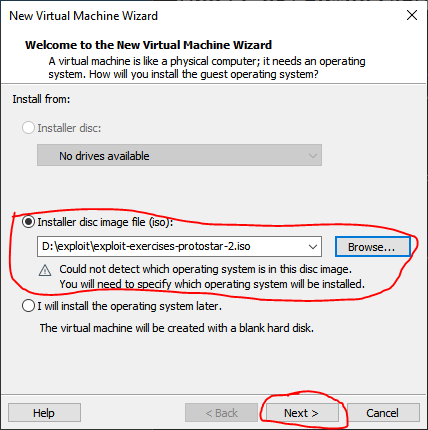 New Virtual Machine Wizard
Welcome to the New Virtual Machine Wizard
A virtual machine is like a physical computer; it needs an operating
system. How will you install the guest operating system?
Install from:
Installer disc:
No drives available
Installer disc image file (iso):
D:\exploit\exploit-exercises-protostar-2.iso
Browse...
Could not detect which operating system is in this disc image.
You will need to specify which operating system will be installed.
I will install the operating system later.
The virtual machine will be created with a blank hard disk.
Help
< Back
Next >
Cancel